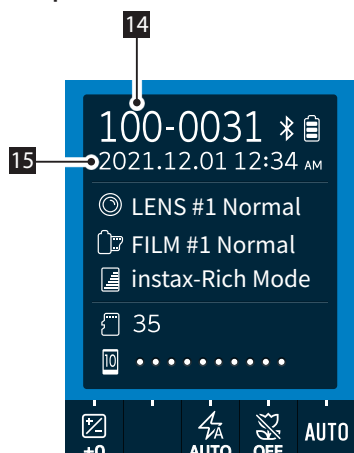 14
100-0031
15
2021.12.01 12:34 AM
LENS #1 Normal
FILM #1 Normal
instax-Rich Mode
35
10
A
AUTO OFF AUTO
±0